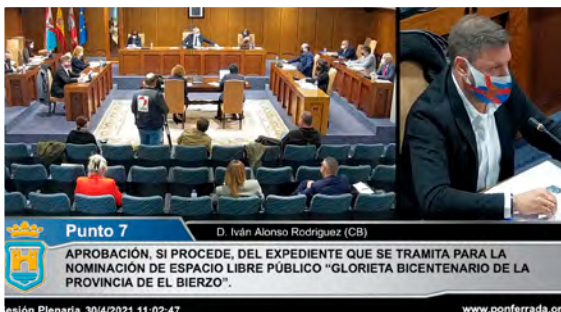 Punto 7
D. Iván Alonso Rodriguez (CB)
APROBACIÓN, SI PROCEDE, DEL EXPEDIENTE QUE SE TRAMITA PARA LA
NOMINACIÓN DE ESPACIO LIBRE PÚBLICO “GLORIETA BICENTENARIO DE LA
PROVINCIA DE EL BIERZO”.
esión Plenaria 30/4/2021 11:02:47
www.ponferrada.or